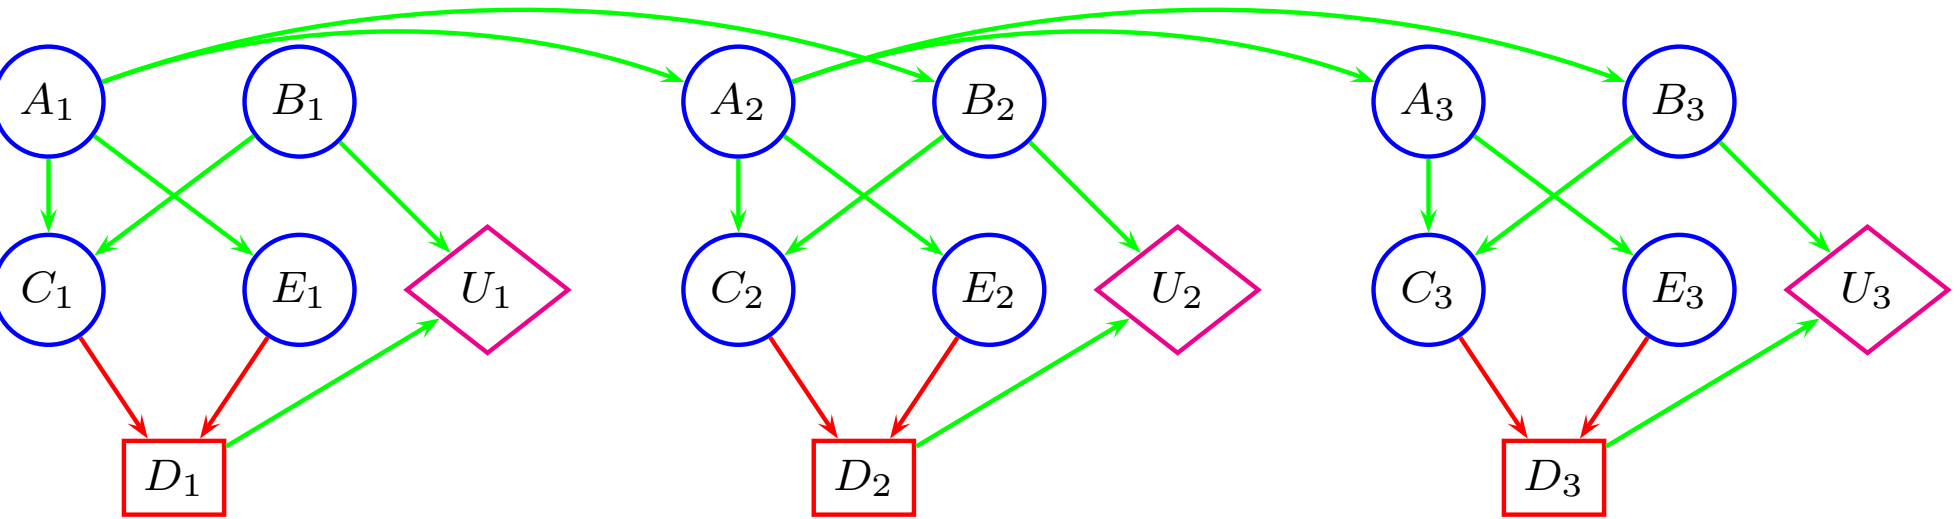 A₁ B₁ A₂ B₂ A₃ B₃
C₁ E₁ U₁ C₂ E₂ U₂ C₃ E₃ U₃
D₁ D₂ D₃